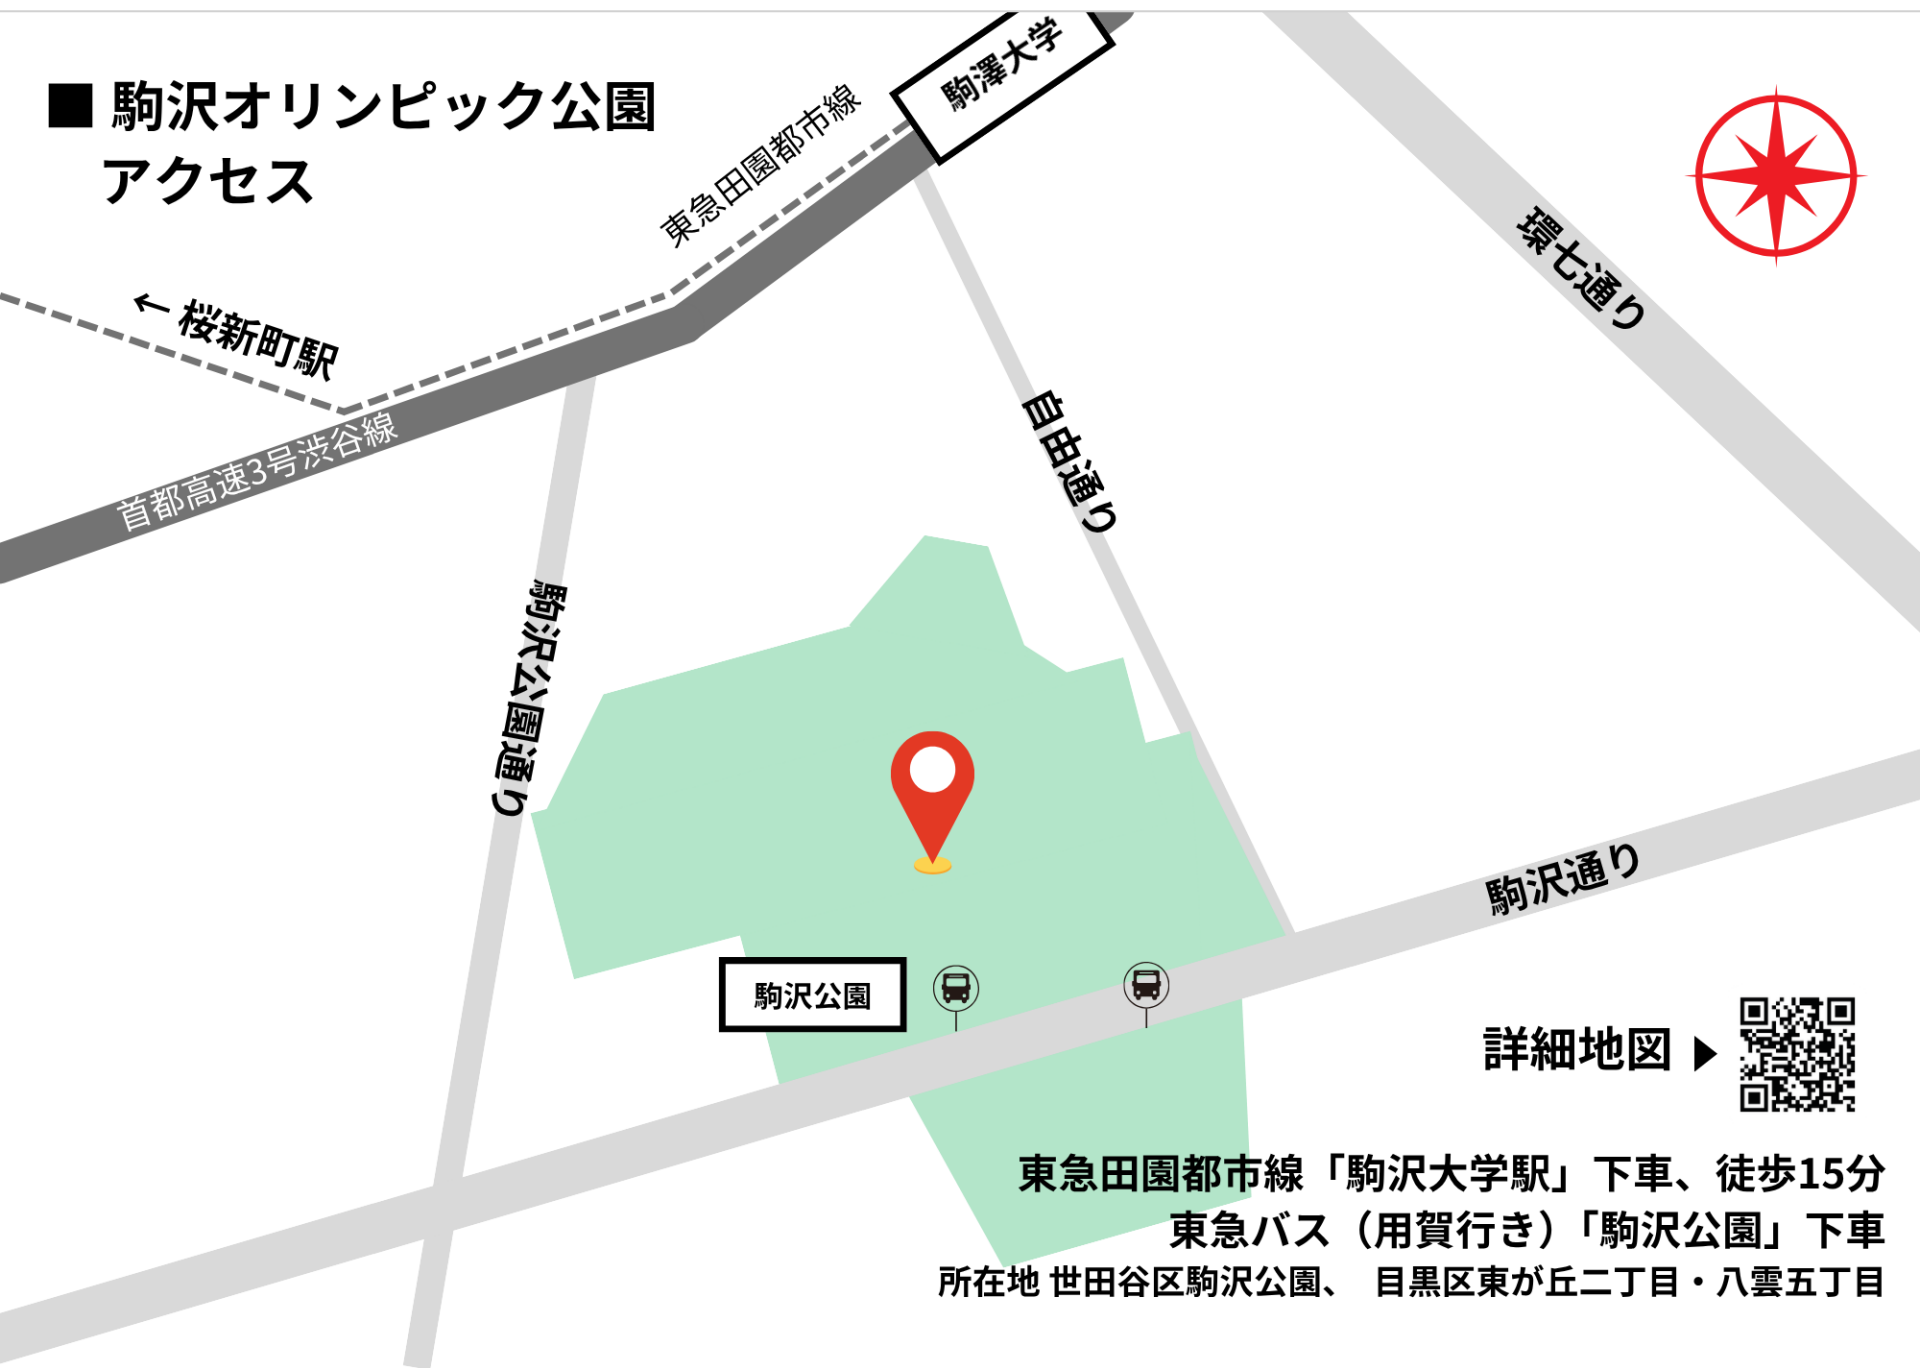 ■ 駒沢オリンピック公園
アクセス
駒澤大学
東急田園都市線
← 桜新町駅
首都高速3号渋谷線
環七通り
自由通り
駒沢公園通り
駒沢通り
駒沢公園
詳細地図 ▶
東急田園都市線「駒沢大学駅」下車、徒歩15分
東急バス（用賀行き）「駒沢公園」下車
所在地 世田谷区駒沢公園、 目黒区東が丘二丁目・八雲五丁目